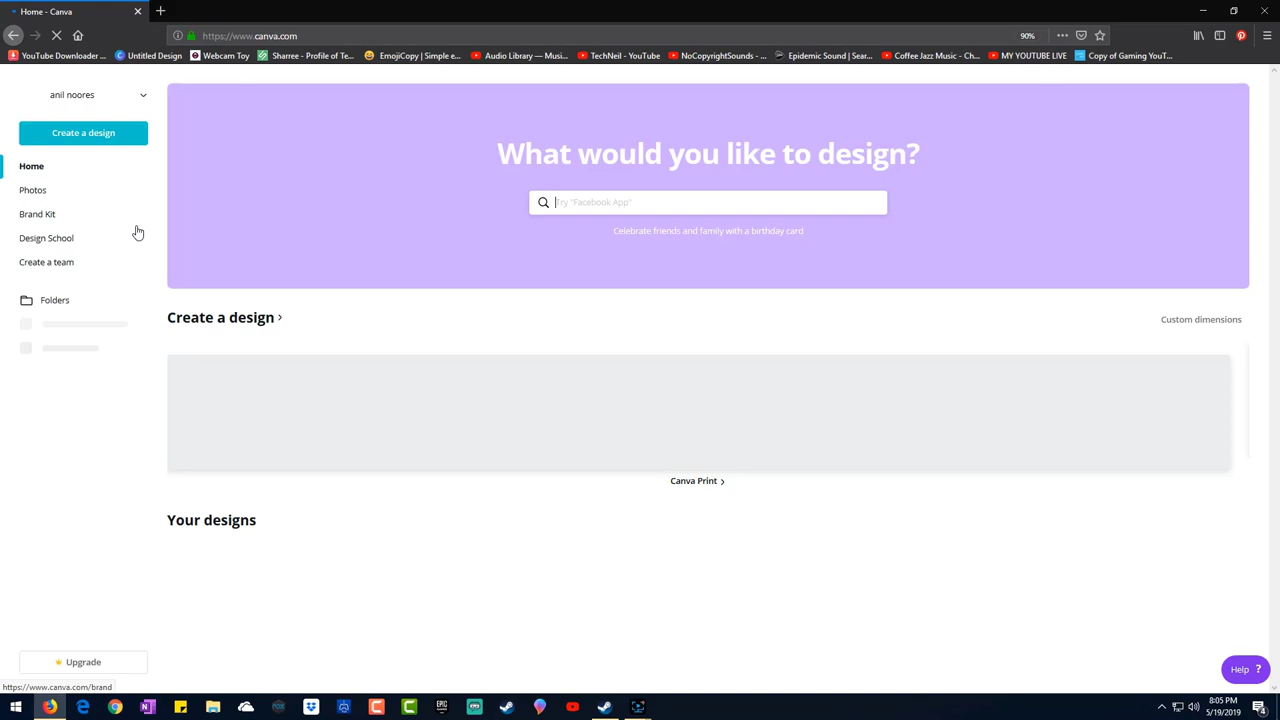 Home - Canva
https://www.canva.com
90%
YouTube Downloader ...
Untitled Design
Webcam Toy
Sharree - Profile of Te...
EmojiCopy | Simple e...
Audio Library — Musi...
TechNeil - YouTube
NoCopyrightSounds - ...
Epidemic Sound | Sear...
Coffee Jazz Music - Ch...
MY YOUTUBE LIVE
Copy of Gaming YouT...
anil noores
Create a design
Home
Photos
Brand Kit
Design School
Create a team
Folders
What would you like to design?
Try "Facebook App"
Celebrate friends and family with a birthday card
Create a design
Custom dimensions
Canva Print
Your designs
Upgrade
Help ?
https://www.canva.com/brand
EPIC
GAMES
8:05 PM
5/19/2019
4